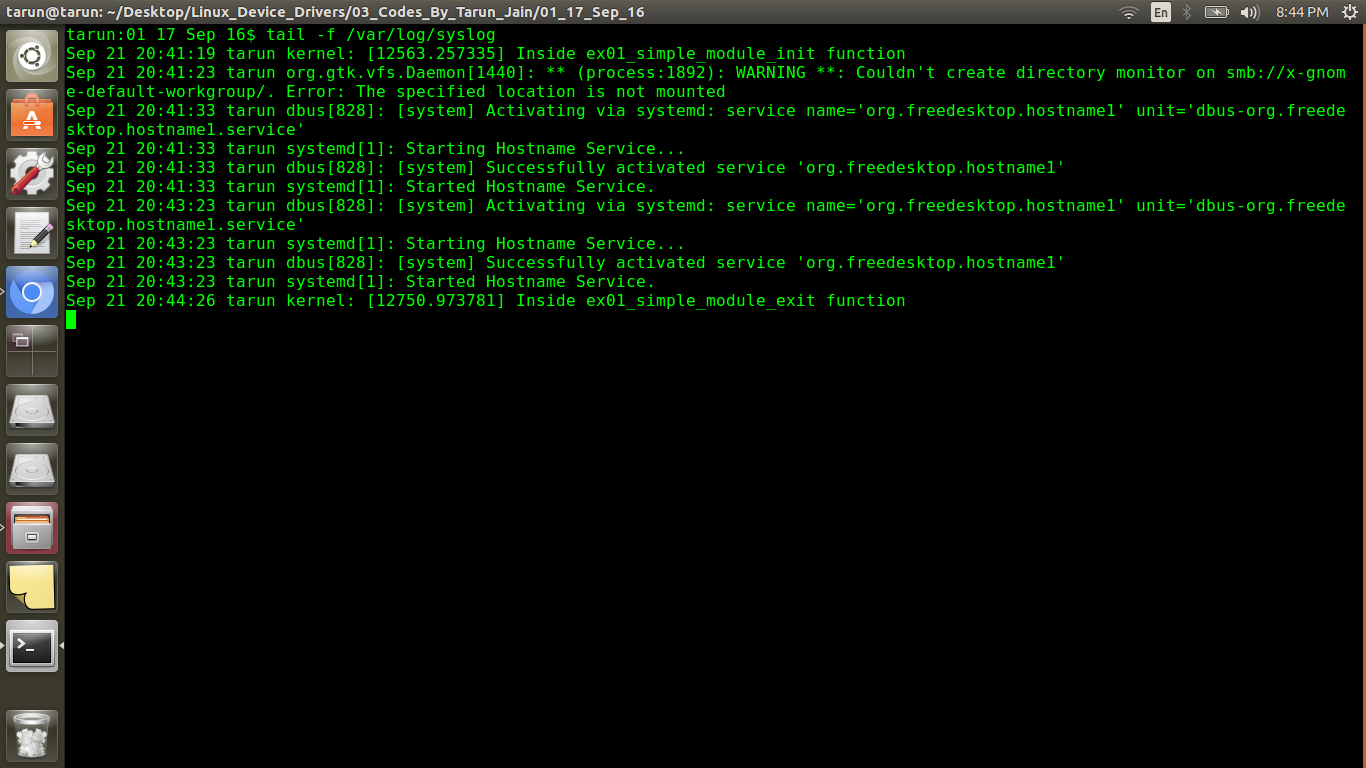 tarun@tarun: ~/Desktop/Linux_Device_Drivers/03_Codes_By_Tarun_Jain/01_17_Sep_16
En
8:44 PM
tarun:01 17 Sep 16$ tail -f /var/log/syslog
Sep 21 20:41:19 tarun kernel: [12563.257335] Inside ex01_simple_module_init function
Sep 21 20:41:23 tarun org.gtk.vfs.Daemon[1440]: ** (process:1892): WARNING **: Couldn't create directory monitor on smb://x-gnom
e-default-workgroup/. Error: The specified location is not mounted
Sep 21 20:41:33 tarun dbus[828]: [system] Activating via systemd: service name='org.freedesktop.hostname1' unit='dbus-org.freede
sktop.hostname1.service'
Sep 21 20:41:33 tarun systemd[1]: Starting Hostname Service...
Sep 21 20:41:33 tarun dbus[828]: [system] Successfully activated service 'org.freedesktop.hostname1'
Sep 21 20:41:33 tarun systemd[1]: Started Hostname Service.
Sep 21 20:43:23 tarun dbus[828]: [system] Activating via systemd: service name='org.freedesktop.hostname1' unit='dbus-org.freede
sktop.hostname1.service'
Sep 21 20:43:23 tarun systemd[1]: Starting Hostname Service...
Sep 21 20:43:23 tarun dbus[828]: [system] Successfully activated service 'org.freedesktop.hostname1'
Sep 21 20:43:23 tarun systemd[1]: Started Hostname Service.
Sep 21 20:44:26 tarun kernel: [12750.973781] Inside ex01_simple_module_exit function